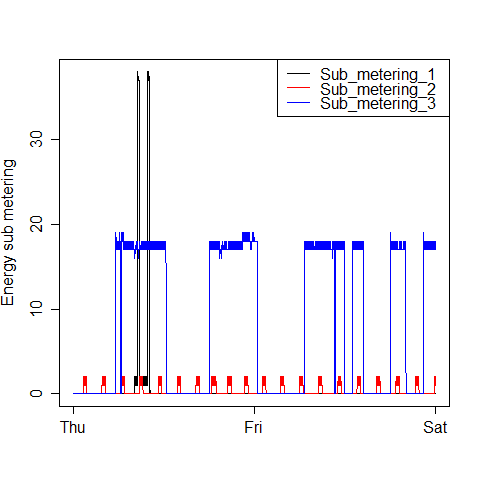 Sub_metering_1
Sub_metering_2
Sub_metering_3
Energy sub metering
30
20
10
0
Thu Fri Sat